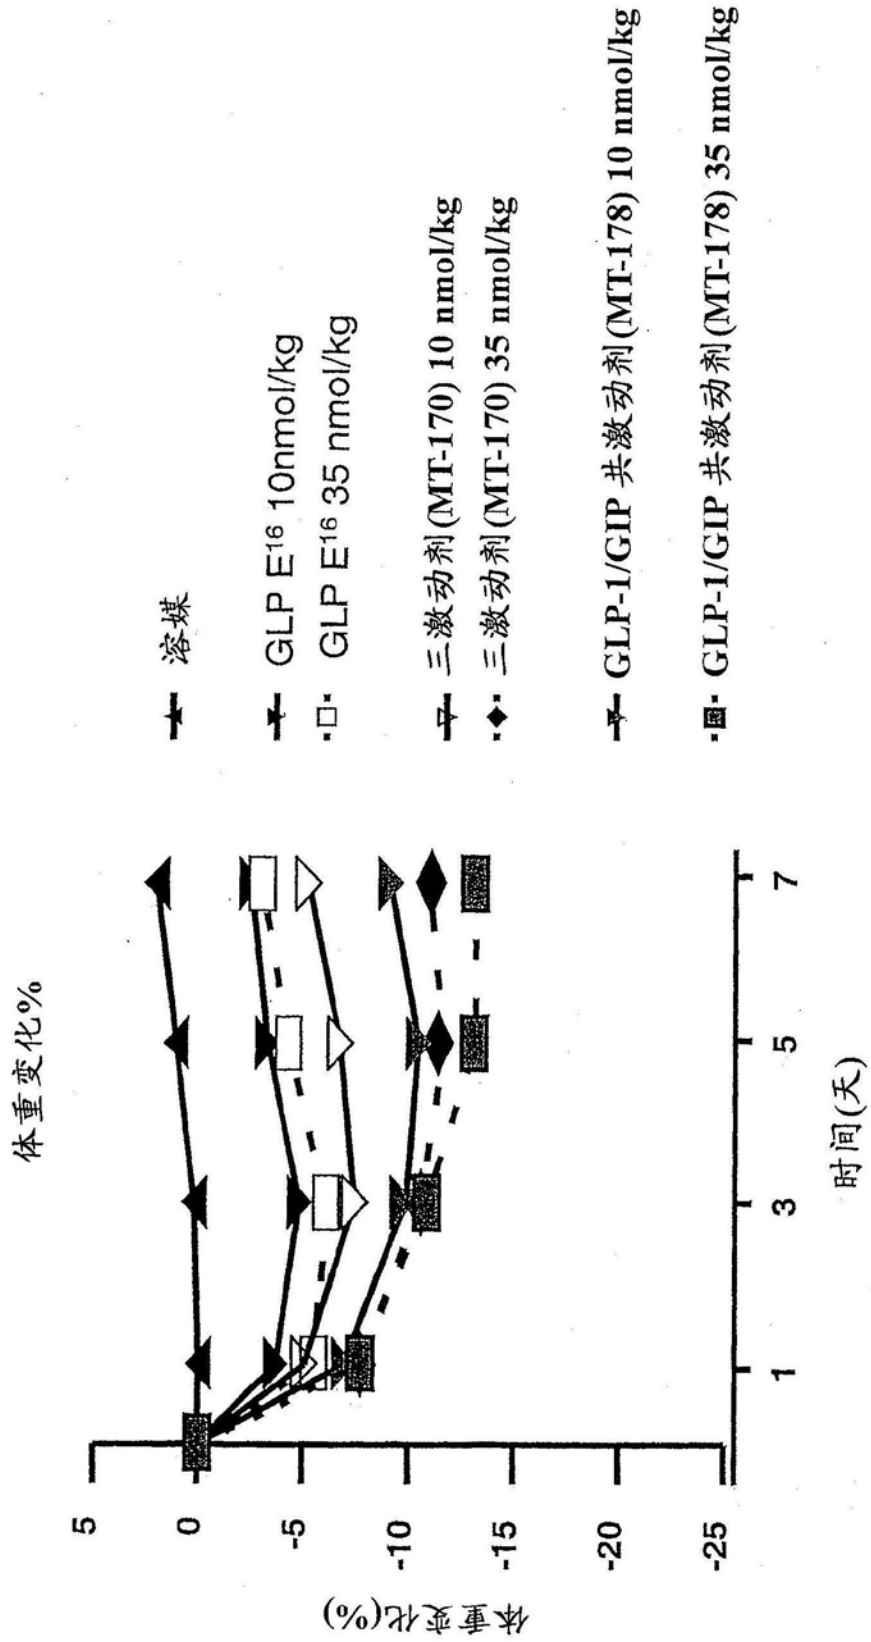 体重变化%
体重变化(%)
5
0
-5
-10
-15
-20
-25
1
3
5
7
时间(天)
溶媒
GLP E¹⁶ 10nmol/kg
GLP E¹⁶ 35 nmol/kg
三激动剂(MT-170) 10 nmol/kg
三激动剂(MT-170) 35 nmol/kg
GLP-1/GIP 共激动剂(MT-178) 10 nmol/kg
GLP-1/GIP 共激动剂(MT-178) 35 nmol/kg